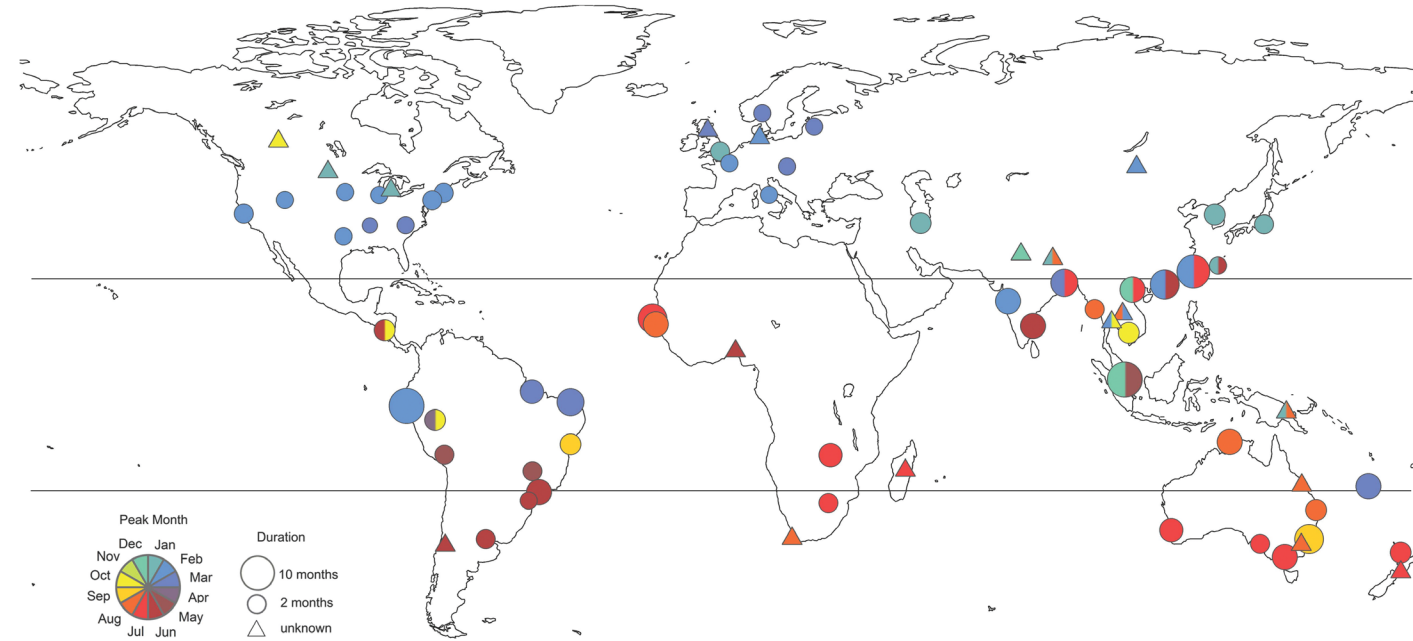 Peak Month
Dec Jan
Nov Feb
Oct Mar
Sep Apr
Aug May
Jul Jun
Duration
10 months
2 months
unknown